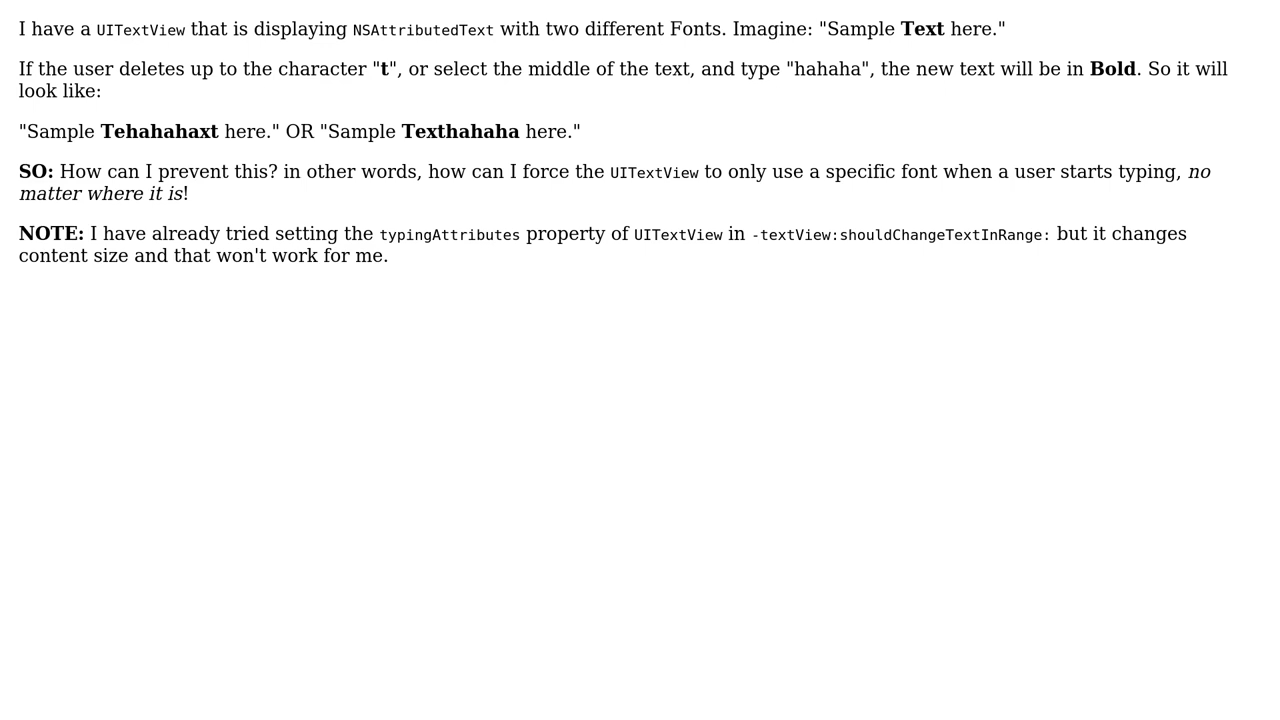 I have a UITextView that is displaying NSAttributedText with two different Fonts. Imagine: "Sample Text here."
If the user deletes up to the character "t", or select the middle of the text, and type "hahaha", the new text will be in Bold. So it will
look like:
"Sample Tehahahaxt here." OR "Sample Texthahaha here."
SO: How can I prevent this? in other words, how can I force the UITextView to only use a specific font when a user starts typing, no
matter where it is!
NOTE: I have already tried setting the typingAttributes property of UITextView in -textView:shouldChangeTextInRange: but it changes
content size and that won't work for me.